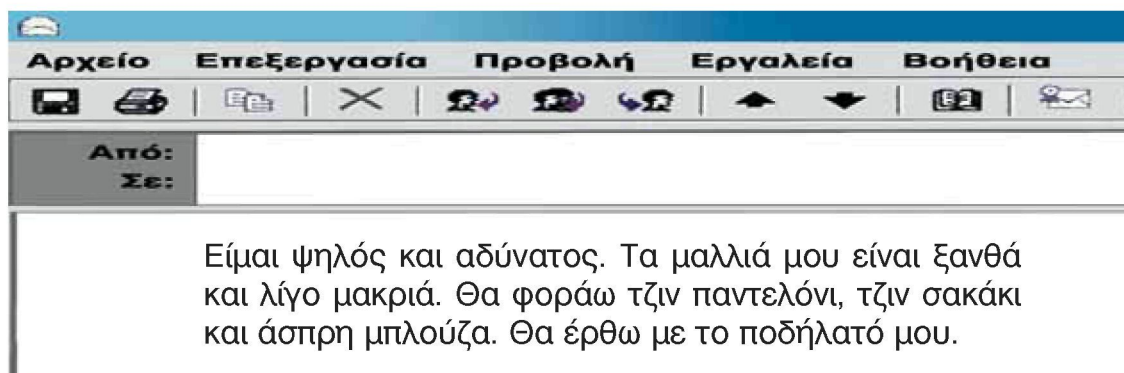 Αρχείο Επεξεργασία Προβολή Εργαλεία Βοήθεια
Από:
Σε:
Είμαι ψηλός και αδύνατος. Τα μαλλιά μου είναι ξανθά
και λίγο μακριά. Θα φοράω τζιν παντελόνι, τζιν σακάκι
και άσπρη μπλούζα. Θα έρθω με το ποδήλατό μου.